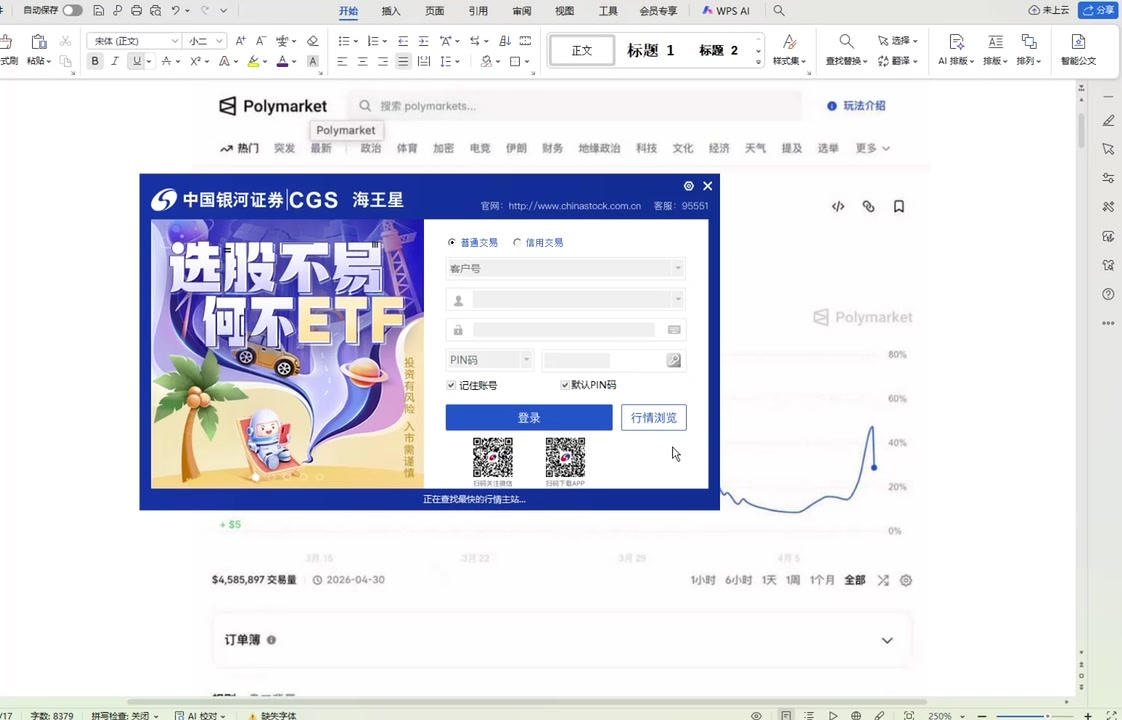 自动保存
开始 插入 页面 引用 审阅 视图 工具 会员专享 WPS AI
未上云 分享
式刷 粘贴
宋体 (正文) 小二
B I U A X² A A A
正文 标题 1 标题 2
样式集 查找替换 选择 翻译 AI 排版 排版 排列 智能公文
Polymarket
搜索 polymarkets...
玩法介绍
Polymarket
热门 突发 最新 政治 体育 加密 电竞 伊朗 财务 地缘政治 科技 文化 经济 天气 提及 选举 更多
中国银河证券 CGS 海王星
官网：http://www.chinastock.com.cn 客服：95551
选股不易
何不ETF
投资有风险 入市需谨慎
普通交易 信用交易
客户号
PIN码
记住账号 默认PIN码
登录 行情浏览
扫码关注微信 扫码下载APP
正在查找最快的行情主站...
Polymarket
80%
60%
40%
20%
0%
+ $5
3月 15 3月 22 3月 29 4月 5
$4,585,897 交易量 2026-04-30
1小时 6小时 1天 1周 1个月 全部
订单簿
/17 字数: 8379 拼写检查: 关闭 AI 校对 缺失字体
250%